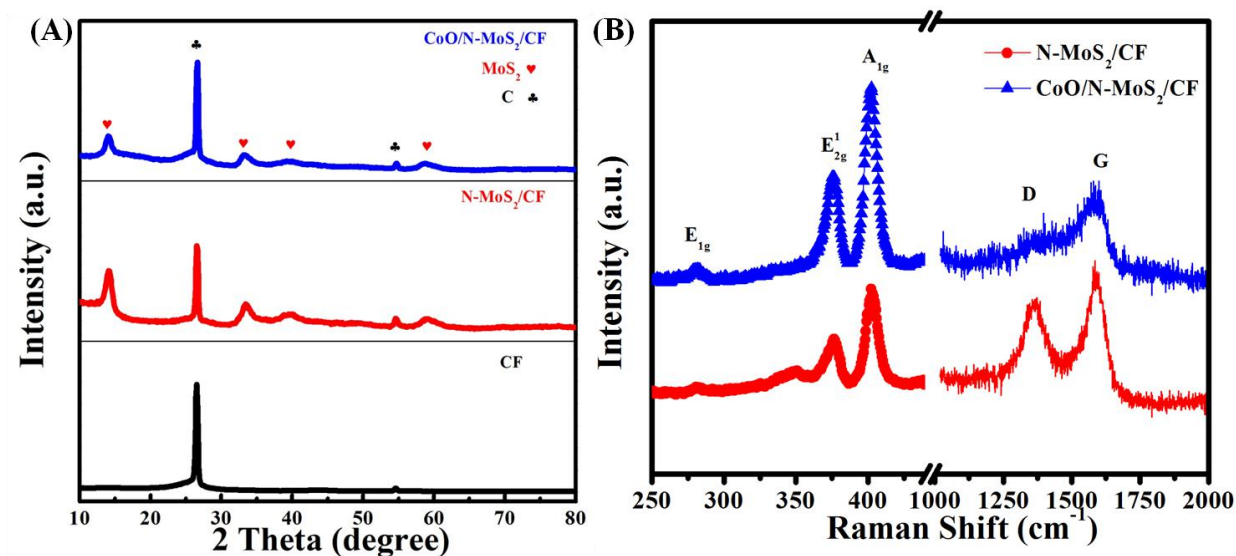 (A)
CoO/N-MoS₂/CF
MoS₂ ♥
C ♣
N-MoS₂/CF
CF
Intensity (a.u.)
10 20 30 40 50 60 70 80
2 Theta (degree)
(B)
N-MoS₂/CF
CoO/N-MoS₂/CF
A₁g
E¹₂g
E₁g
D
G
Intensity (a.u.)
250 300 350 400 1000 1250 1500 1750 2000
Raman Shift (cm⁻¹)